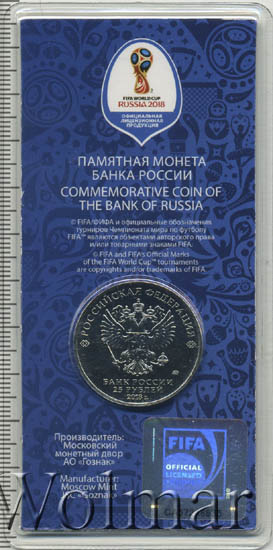 FIFA WORLD CUP
RUSSIA 2018
ОФИЦИАЛЬНАЯ
ЛИЦЕНЗИОННАЯ
ПРОДУКЦИЯ
ПАМЯТНАЯ МОНЕТА
БАНКА РОССИИ
COMMEMORATIVE COIN OF
THE BANK OF RUSSIA
© FIFA/ФИФА и официальные обозначения
турниров Чемпионата мира по футболу
FIFA™ являются объектами авторского права
и/или товарными знаками FIFA.
© FIFA and FIFA's Official Marks
of the FIFA World Cup™ tournaments
are copyrights and/or trademarks of FIFA.
РОССИЙСКАЯ ФЕДЕРАЦИЯ
БАНК РОССИИ
25 РУБЛЕЙ
Производитель:
Московский
монетный двор
АО «Гознак»
Manufacturer:
Moscow Mint
JSC «Goznak»
FIFA
OFFICIAL
LICENSED
Wolmar